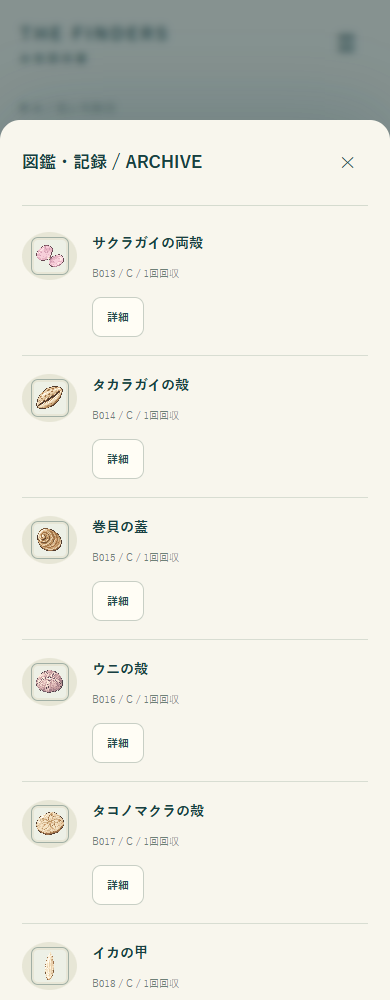 THE FINDERS
図鑑・記録 / ARCHIVE
サクラガイの両殻
B013 / C / 1回回収
詳細
タカラガイの殻
B014 / C / 1回回収
詳細
巻貝の蓋
B015 / C / 1回回収
詳細
ウニの殻
B016 / C / 1回回収
詳細
タコノマクラの殻
B017 / C / 1回回収
詳細
イカの甲
B018 / C / 1回回収